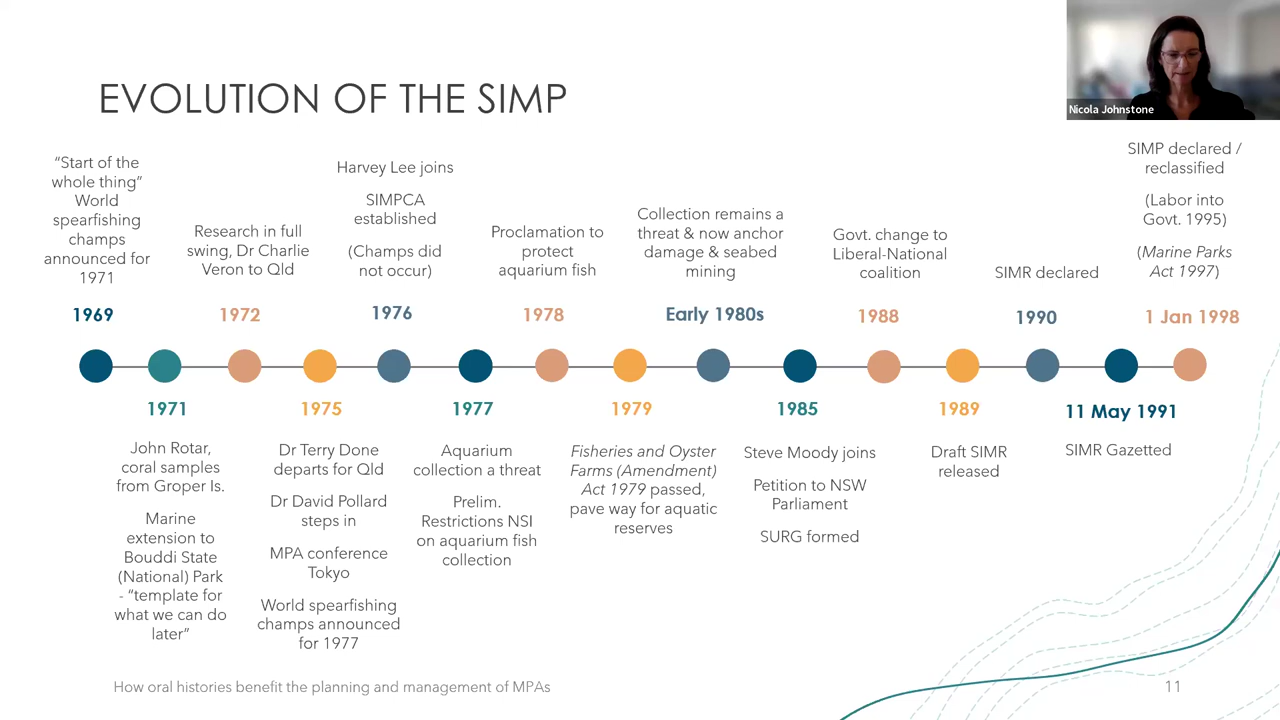 EVOLUTION OF THE SIMP
Nicola Johnstone
“Start of the
whole thing”
World
spearfishing
champs
announced for
1971
1969
Research in full
swing, Dr Charlie
Veron to Qld
1972
Harvey Lee joins
SIMPCA
established
(Champs did
not occur)
1976
Proclamation to
protect
aquarium fish
1978
Collection remains a
threat & now anchor
damage & seabed
mining
Early 1980s
Govt. change to
Liberal-National
coalition
1988
SIMR declared
1990
SIMP declared /
reclassified
(Labor into
Govt. 1995)
(Marine Parks
Act 1997)
1 Jan 1998
1971
John Rotar,
coral samples
from Groper Is.
Marine
extension to
Bouddi State
(National) Park
- “template for
what we can do
later”
1975
Dr Terry Done
departs for Qld
Dr David Pollard
steps in
MPA conference
Tokyo
World spearfishing
champs announced
for 1977
1977
Aquarium
collection a threat
Prelim.
Restrictions NSI
on aquarium fish
collection
1979
Fisheries and Oyster
Farms (Amendment)
Act 1979 passed,
pave way for aquatic
reserves
1985
Steve Moody joins
Petition to NSW
Parliament
SURG formed
1989
Draft SIMR
released
11 May 1991
SIMR Gazetted
How oral histories benefit the planning and management of MPAs
11